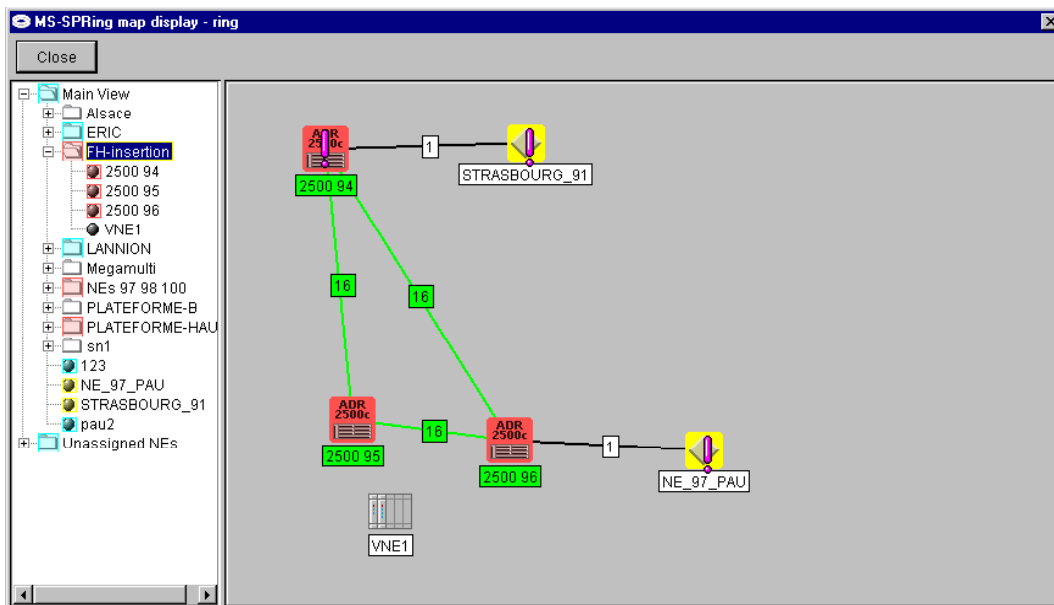 MS-SPRing map display - ring
Close
Main View
Alsace
ERIC
FH-insertion
2500 94
2500 95
2500 96
VNE1
LANNION
Megamulti
NEs 97 98 100
PLATEFORME-B
PLATEFORME-HAU
sn1
123
NE_97_PAU
STRASBOURG_91
pau2
Unassigned NEs
ADR
2500c
2500 94
1
STRASBOURG_91
16
16
ADR
2500c
2500 95
16
ADR
2500c
2500 96
1
NE_97_PAU
VNE1